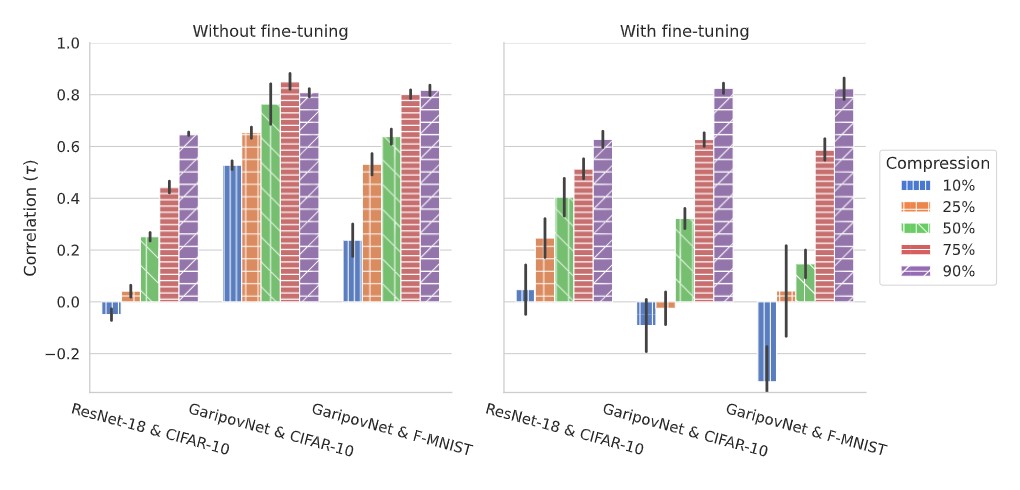 Without fine-tuning
With fine-tuning
Correlation (τ)
1.0
0.8
0.6
0.4
0.2
0.0
−0.2
ResNet-18 & CIFAR-10
GaripovNet & CIFAR-10
GaripovNet & F-MNIST
ResNet-18 & CIFAR-10
GaripovNet & CIFAR-10
GaripovNet & F-MNIST
Compression
10%
25%
50%
75%
90%